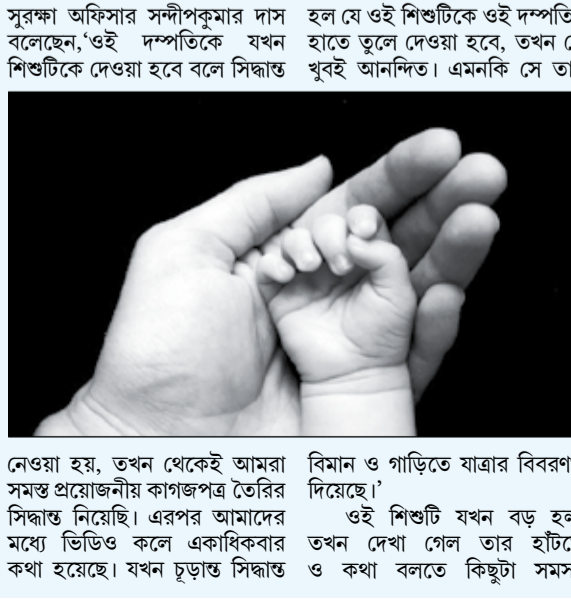 সুরক্ষা অফিসার সন্দীপকুমার দাস
বলেছেন,‘ওই দম্পতিকে যখন
শিশুটিকে দেওয়া হবে বলে সিদ্ধান্ত
নেওয়া হয়, তখন থেকেই আমরা
সমস্ত প্রয়োজনীয় কাগজপত্র তৈরির
সিদ্ধান্ত নিয়েছি। এরপর আমাদের
মধ্যে ভিডিও কলে একাধিকবার
কথা হয়েছে। যখন চূড়ান্ত সিদ্ধান্ত
হল যে ওই শিশুটিকে ওই দম্পতি
হাতে তুলে দেওয়া হবে, তখন
খুবই আনন্দিত। এমনকি সে
বিমান ও গাড়িতে যাত্রার বিবরণ
দিয়েছে।’
ওই শিশুটি যখন বড় হল
তখন দেখা গেল তার
ও কথা বলতে কিছুটা